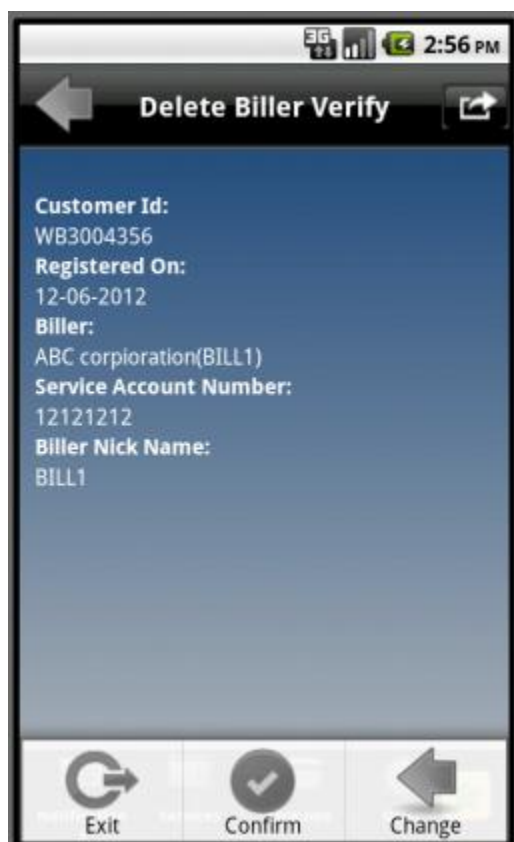 3G 2:56 PM
Delete Biller Verify
Customer Id:
WB3004356
Registered On:
12-06-2012
Biller:
ABC corpioration(BILL1)
Service Account Number:
12121212
Biller Nick Name:
BILL1
Exit Confirm Change